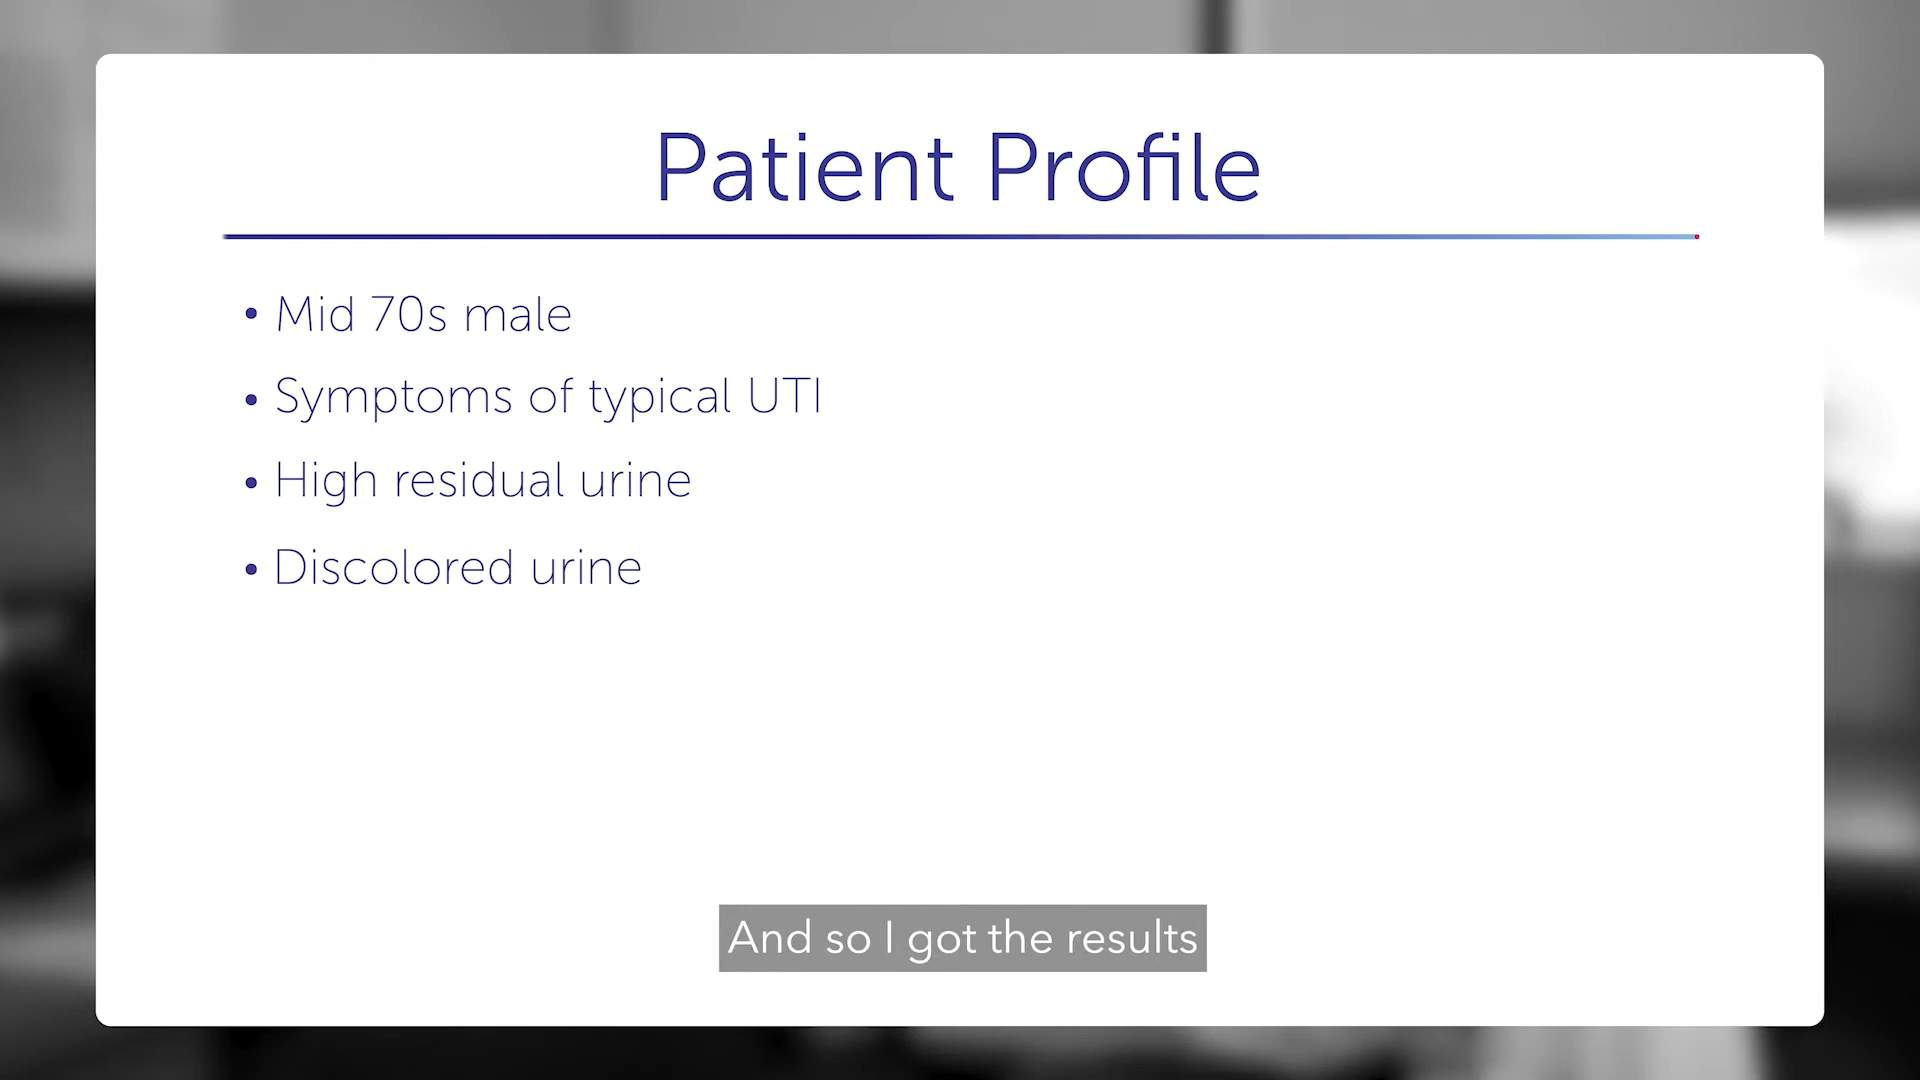 Patient Profile
• Mid 70s male
• Symptoms of typical UTI
• High residual urine
• Discolored urine
And so I got the results